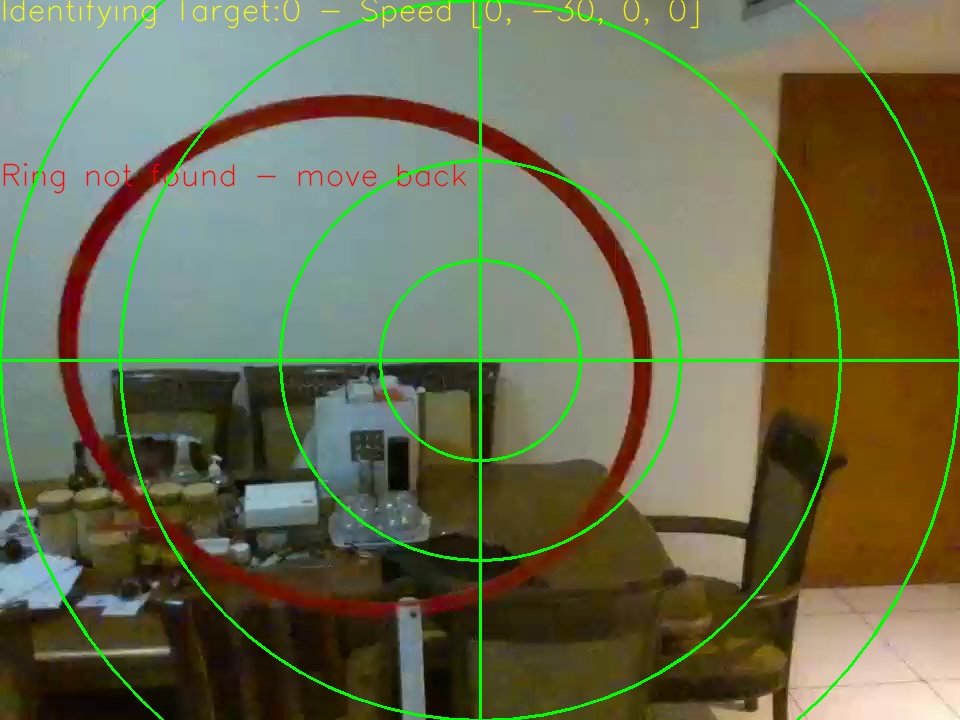 Identifying Target:0 - Speed [0, -30, 0, 0]
Ring not found - move back